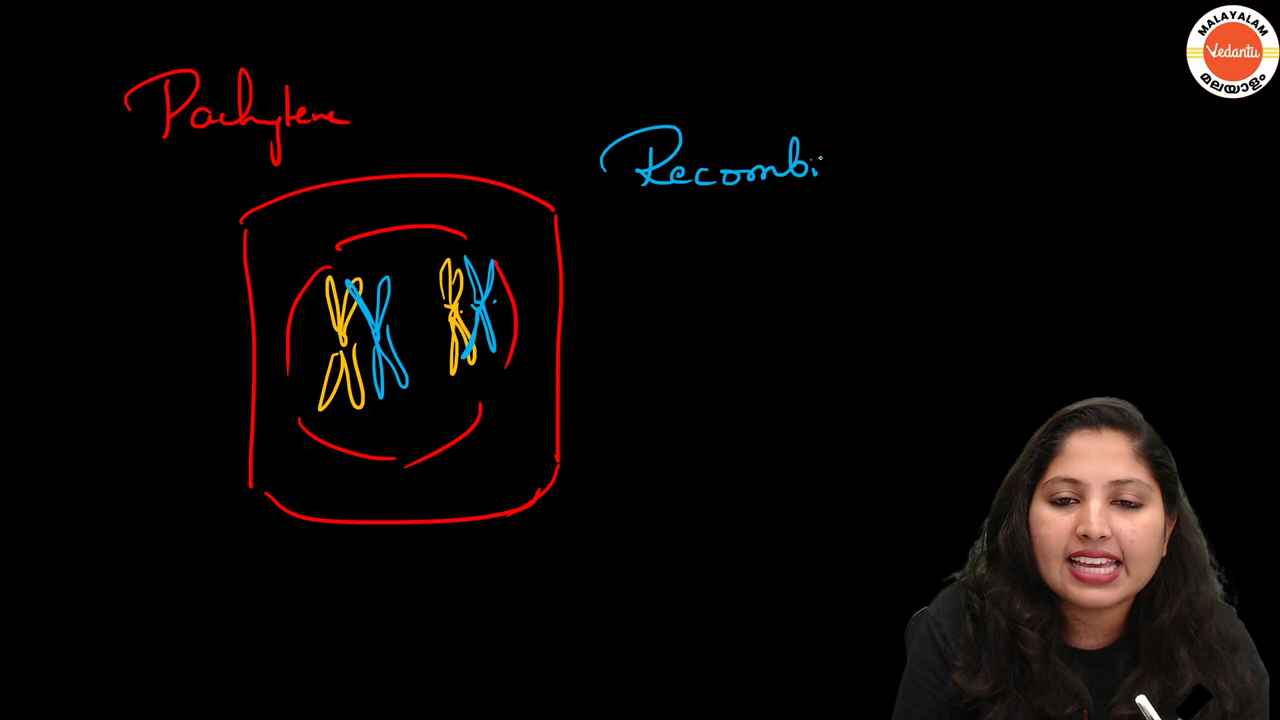 MALAYALAM
Vedantu
മലയാളം
Pachytene
Recombi